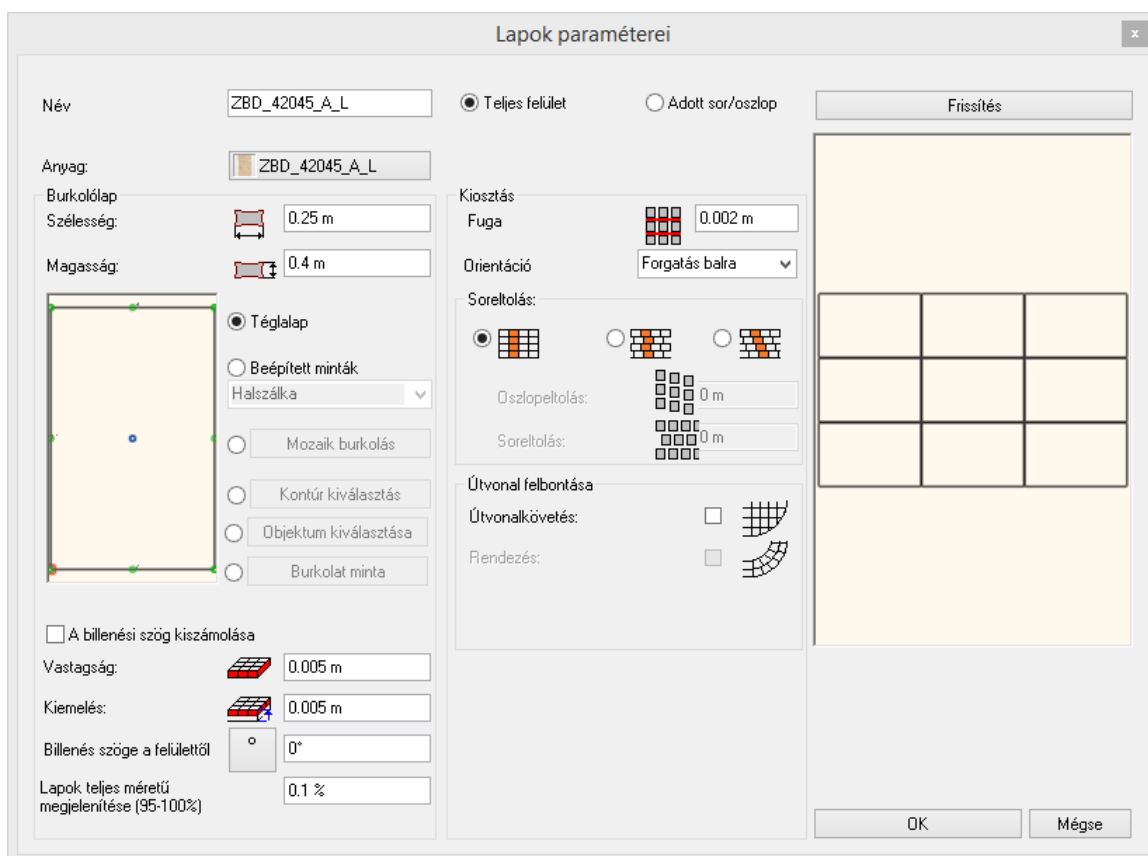 Lapok paraméterei
x
Név
ZBD_42045_A_L
Teljes felület
Adott sor/oszlop
Frissítés
Anyag:
ZBD_42045_A_L
Burkolólap
Szélesség:
0.25 m
Magasság:
0.4 m
Téglalap
Beépített minták
Halszálka
Mozaik burkolás
Kontúr kiválasztás
Objektum kiválasztása
Burkolat minta
A billenési szög kiszámolása
Vastagság:
0.005 m
Kiemelés:
0.005 m
Billenés szöge a felülettől
°
0°
Lapok teljes méretű
megjelenítése (95-100%)
0.1 %
Kiosztás
Fuga
0.002 m
Orientáció
Forgatás balra
Soreltolás:
Oszlopeltolás:
0 m
Soreltolás:
0 m
Útvonal felbontása
Útvonalkövetés:
Rendezés:
OK
Mégse